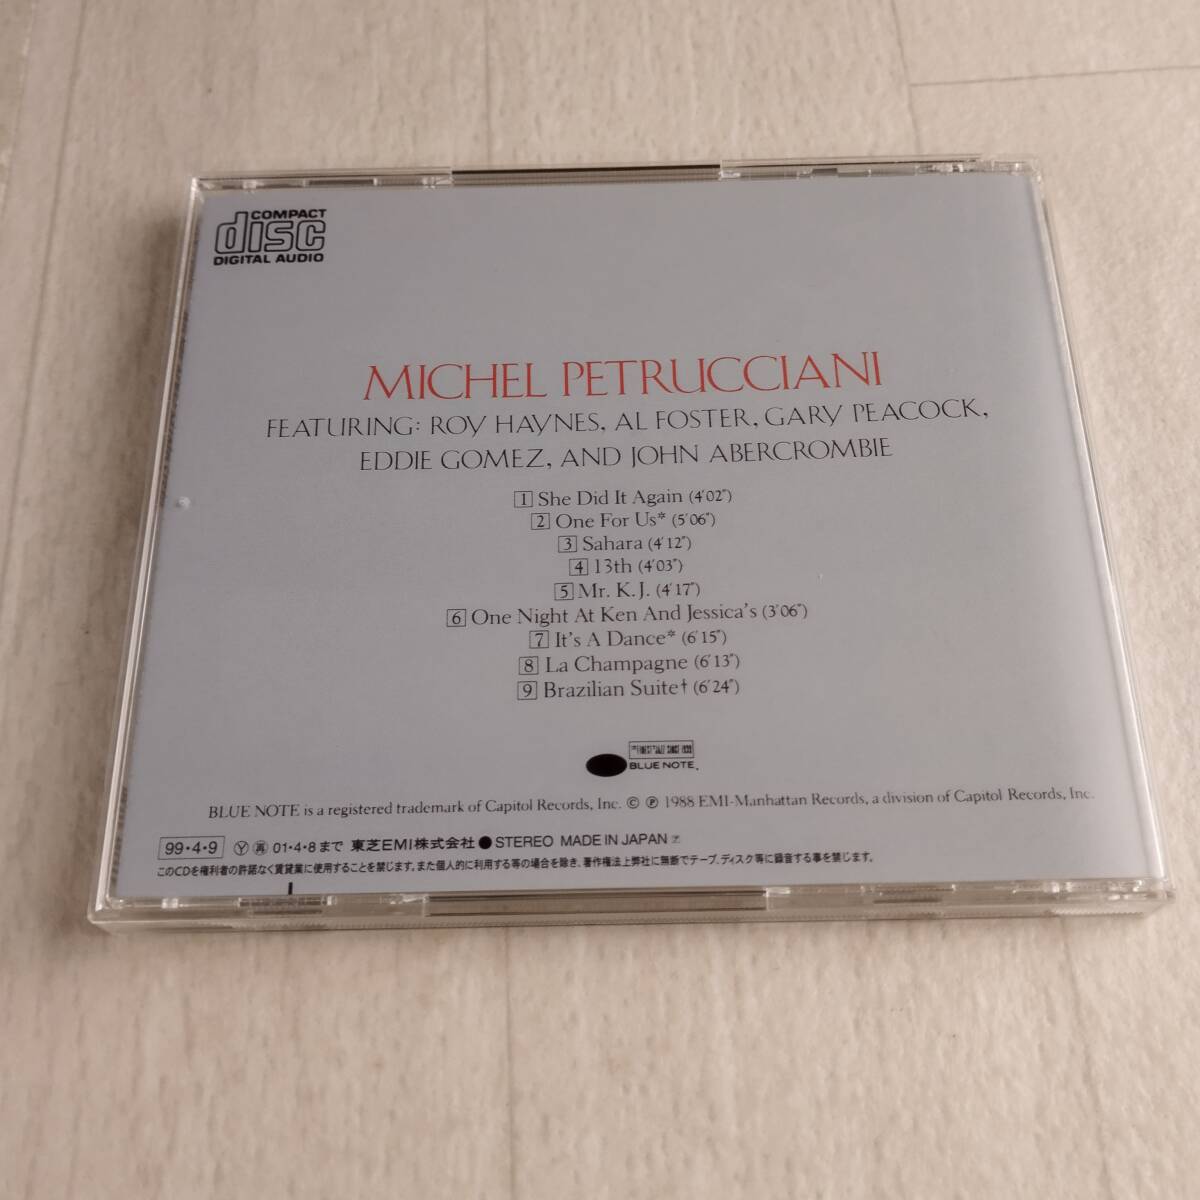 COMPACT
disc
DIGITAL AUDIO
MICHEL PETRUCCIANI
FEATURING: ROY HAYNES, AL FOSTER, GARY PEACOCK,
EDDIE GOMEZ, AND JOHN ABERCROMBIE
1 She Did It Again (4'02")
2 One For Us* (5'06")
3 Sahara (4'12")
4 13th (4'03")
5 Mr. K.J. (4'17")
6 One Night At Ken And Jessica's (3'06")
7 It's A Dance* (6'15")
8 La Champagne (6'13")
9 Brazilian Suite† (6'24")
THE FINEST IN JAZZ SINCE 1939
BLUE NOTE.
BLUE NOTE is a registered trademark of Capitol Records, Inc. © ℗ 1988 EMI-Manhattan Records, a division of Capitol Records, Inc.
99・4・9 Ⓨ ㊢ 01・4・8まで 東芝EMI株式会社 ● STEREO MADE IN JAPAN
このCDを権利者の許諾なく賃貸業に使用することを禁じます。また個人的に利用する等の場合を除き、著作権法上弊社に無断でテープ、ディスク等に録音する事を禁じます。